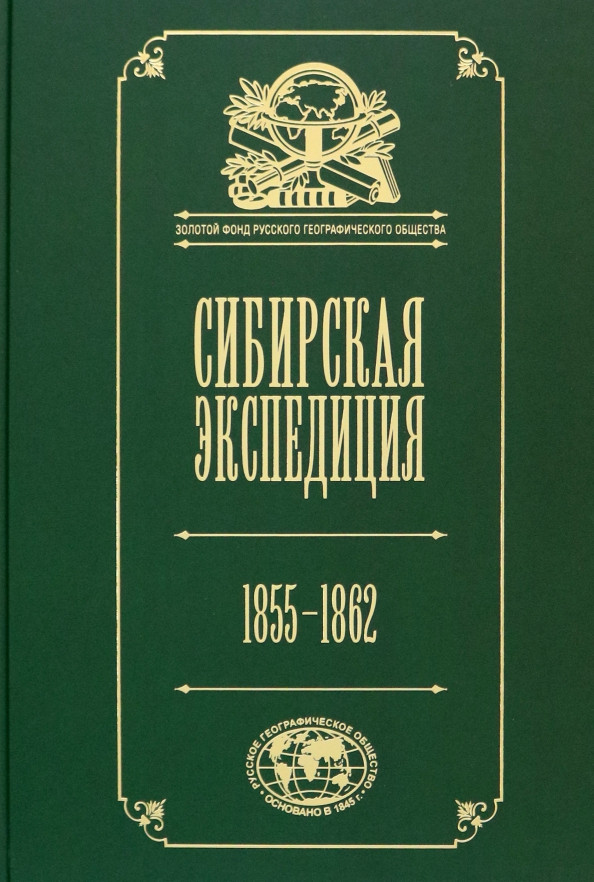 ЗОЛОТОЙ ФОНД РУССКОГО ГЕОГРАФИЧЕСКОГО ОБЩЕСТВА
СИБИРСКАЯ
ЭКСПЕДИЦИЯ
1855–1862
РУССКОЕ ГЕОГРАФИЧЕСКОЕ ОБЩЕСТВО
• ОСНОВАНО В 1845 г. •